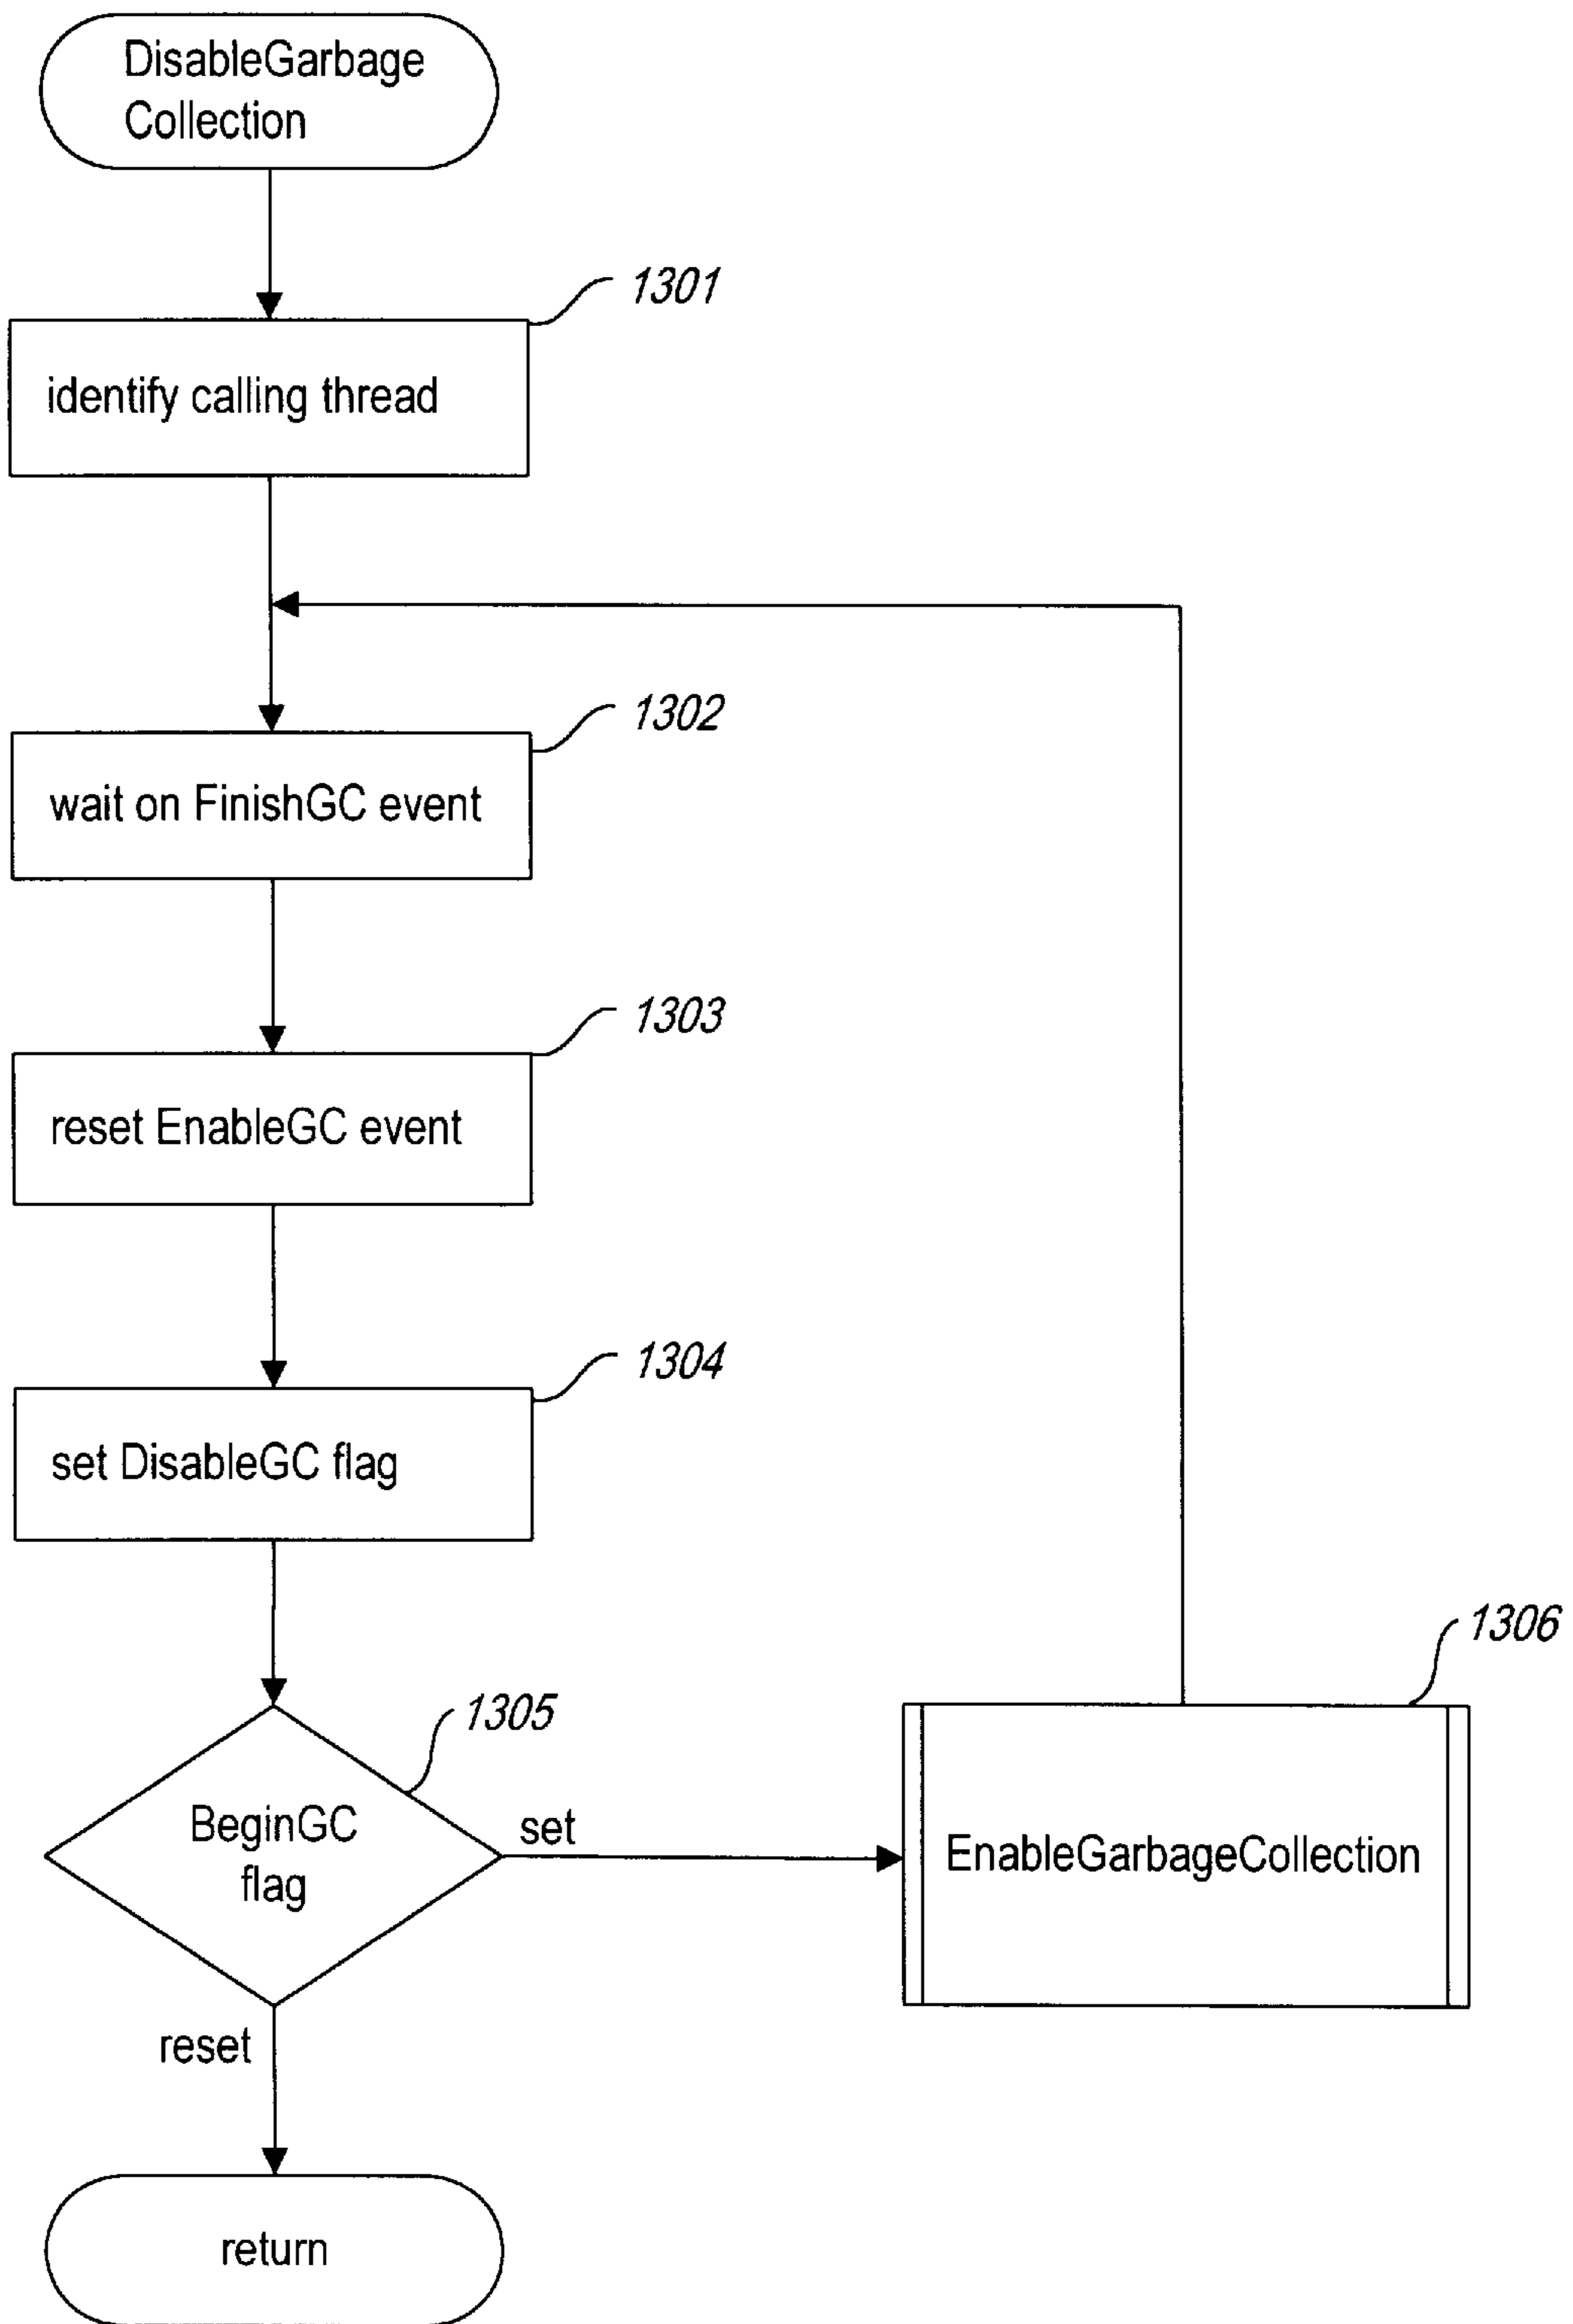 DisableGarbage
Collection
1301
identify calling thread
1302
wait on FinishGC event
1303
reset EnableGC event
1304
set DisableGC flag
1305
BeginGC
flag
set
1306
EnableGarbageCollection
reset
return